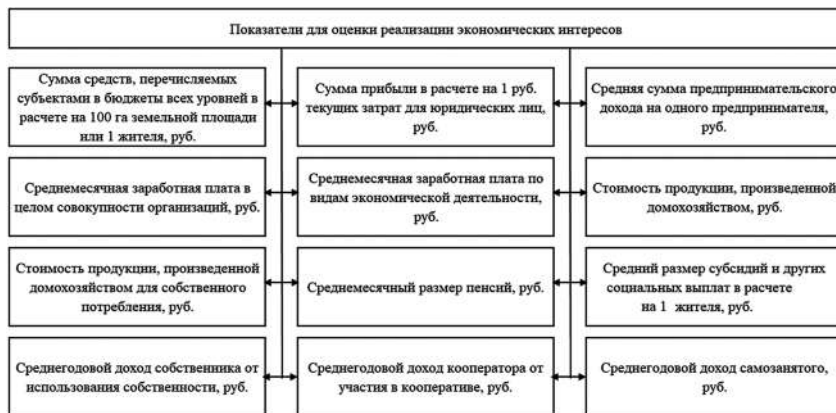 Показатели для оценки реализации экономических интересов
Сумма средств, перечисляемых
субъектами в бюджеты всех уровней в
расчете на 100 га земельной площади
или 1 жителя, руб.
Сумма прибыли в расчете на 1 руб.
текущих затрат для юридических лиц,
руб.
Средняя сумма предпринимательского
дохода на одного предпринимателя,
руб.
Среднемесячная заработная плата в
целом совокупности организаций, руб.
Среднемесячная заработная плата по
видам экономической деятельности,
руб.
Стоимость продукции, произведенной
домохозяйством, руб.
Стоимость продукции, произведенной
домохозяйством для собственного
потребления, руб.
Среднемесячный размер пенсий, руб.
Средний размер субсидий и других
социальных выплат в расчете
на 1 жителя, руб.
Среднегодовой доход собственника от
использования собственности, руб.
Среднегодовой доход кооператора от
участия в кооперативе, руб.
Среднегодовой доход самозанятого,
руб.